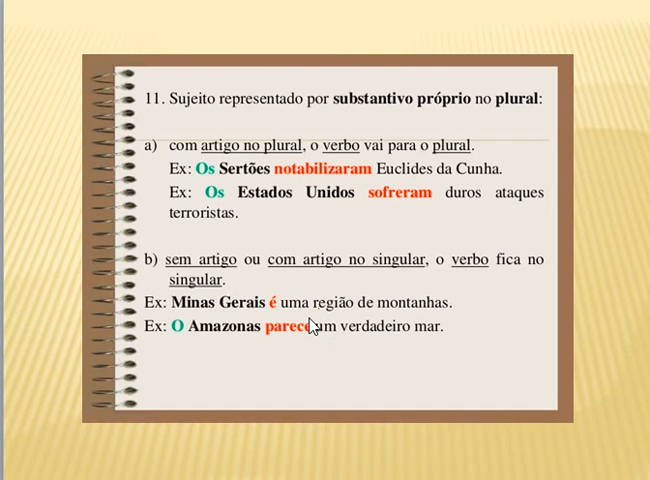 11. Sujeito representado por substantivo próprio no plural:
a) com artigo no plural, o verbo vai para o plural.
Ex: Os Sertões notabilizaram Euclides da Cunha.
Ex: Os Estados Unidos sofreram duros ataques
terroristas.
b) sem artigo ou com artigo no singular, o verbo fica no
singular.
Ex: Minas Gerais é uma região de montanhas.
Ex: O Amazonas parece um verdadeiro mar.